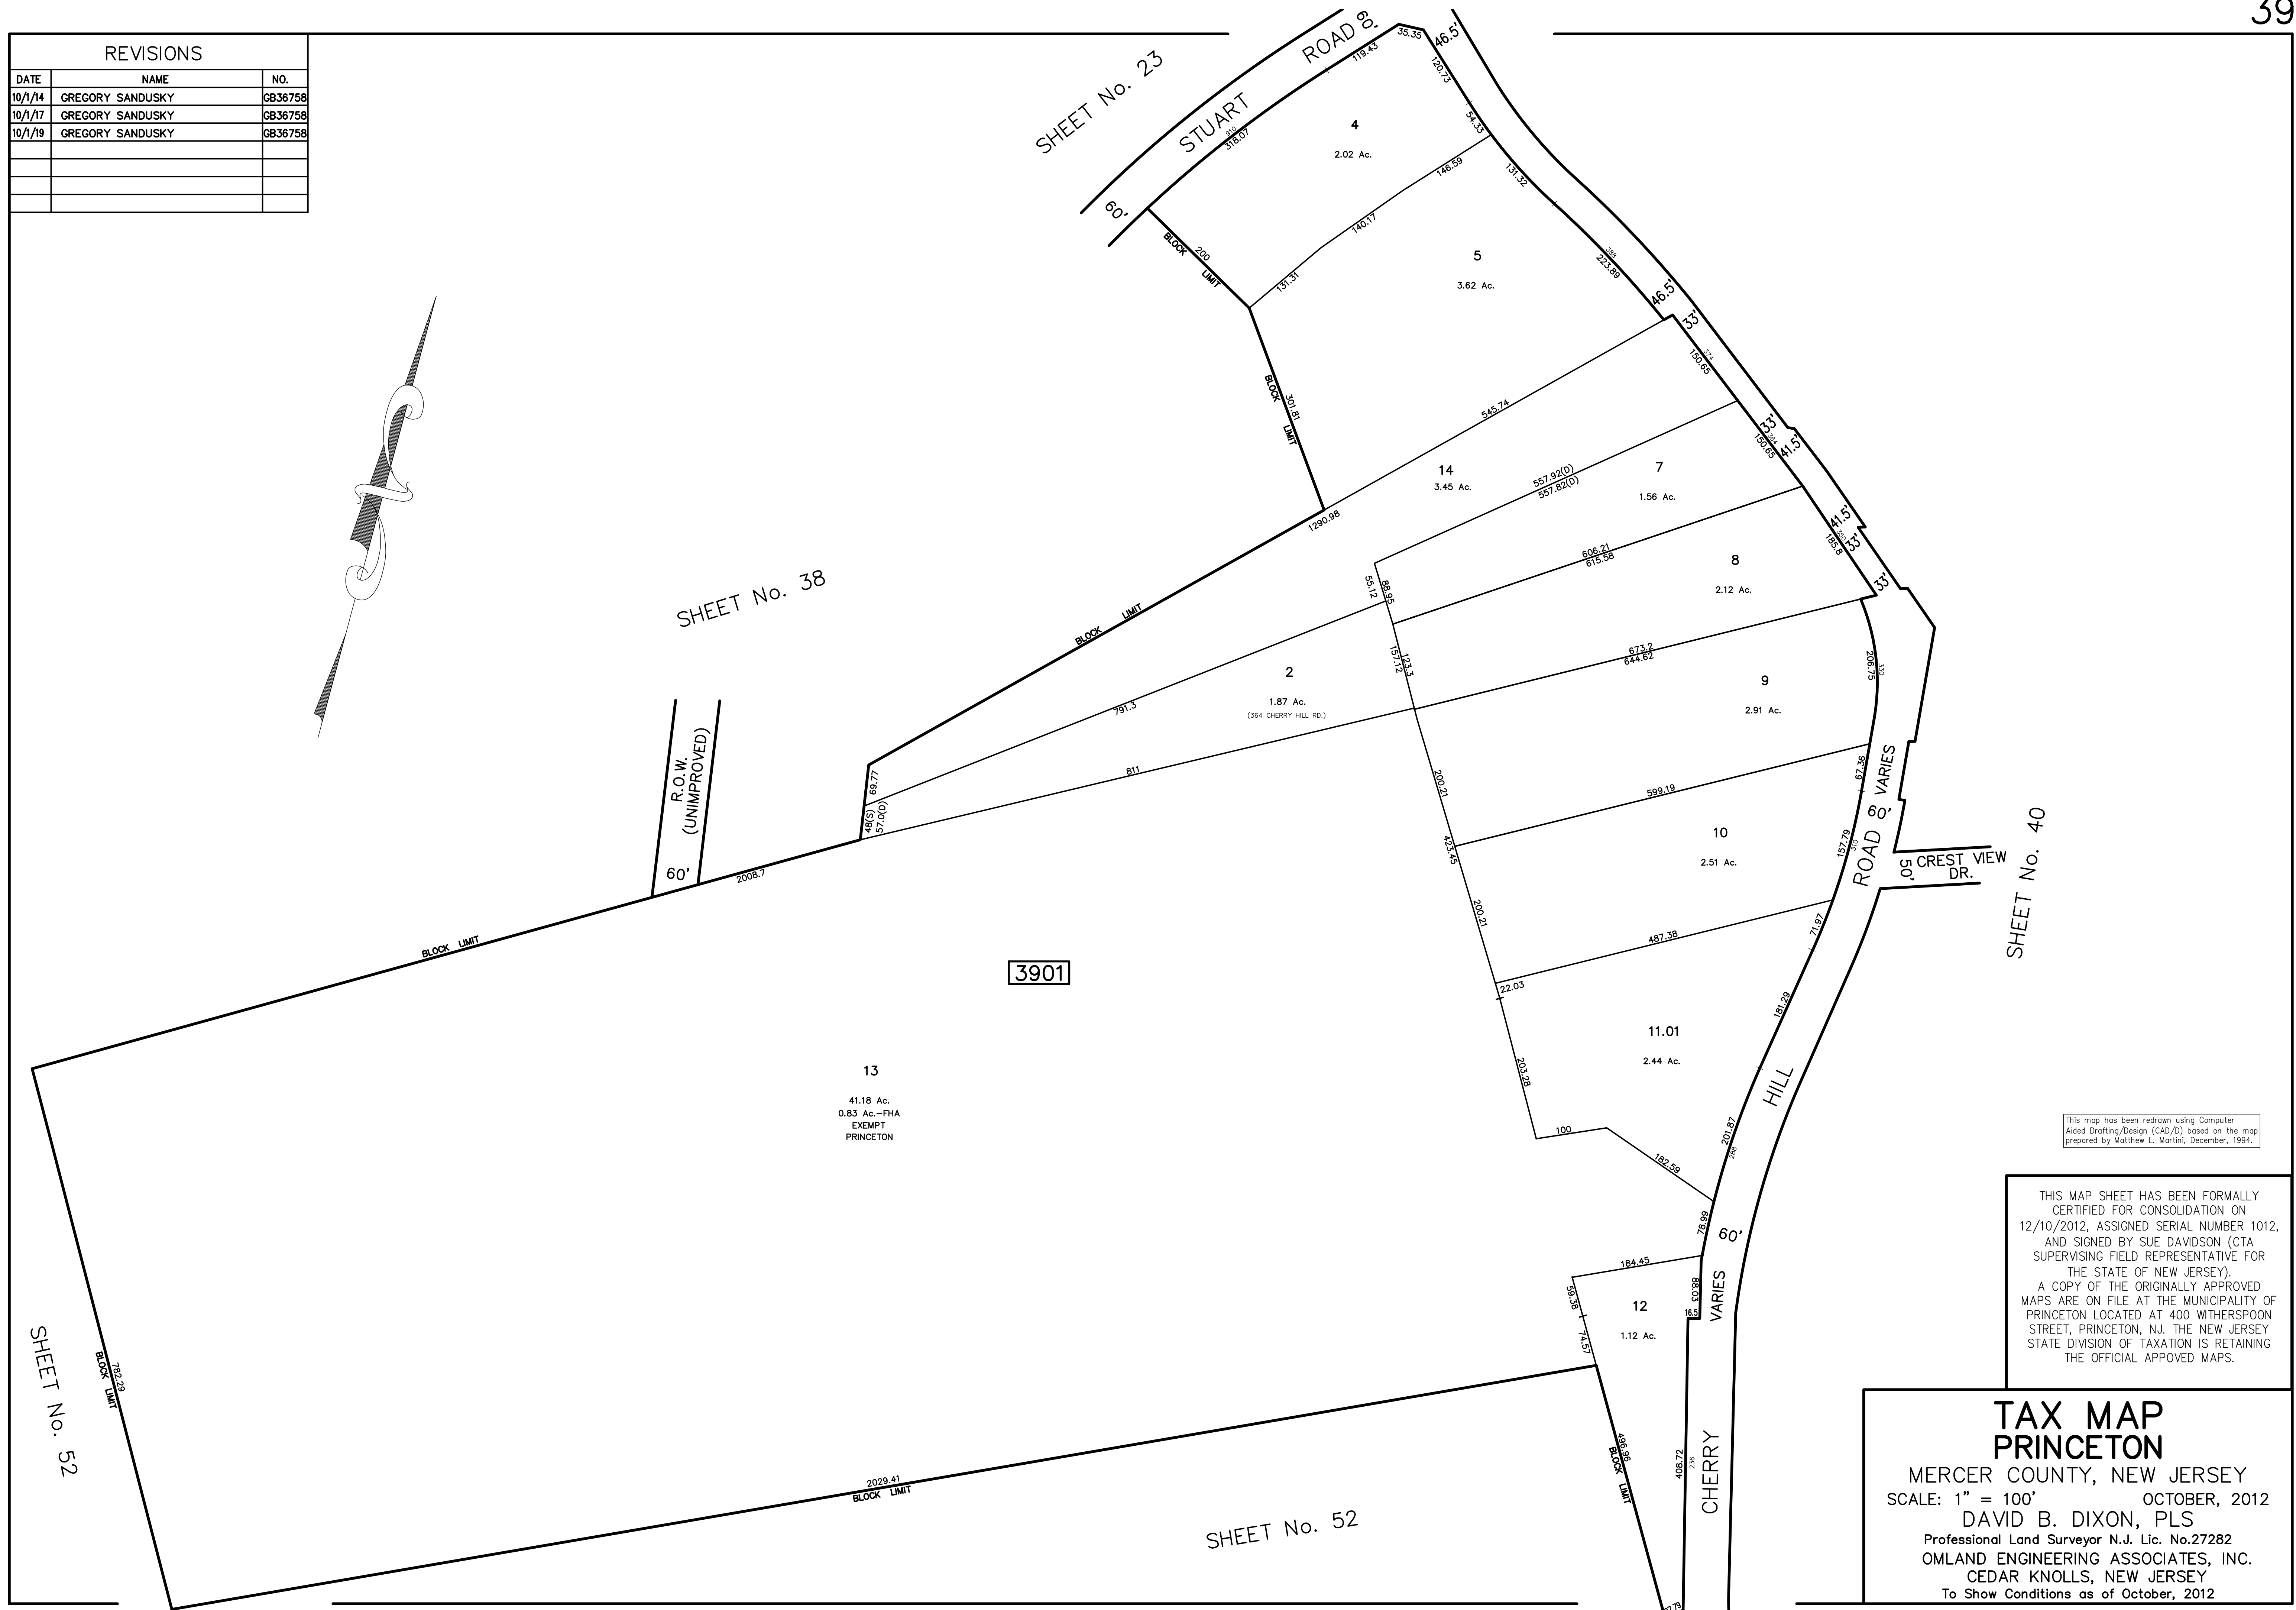 39
REVISIONS
DATE NAME NO.
10/1/14 GREGORY SANDUSKY GB36758
10/1/17 GREGORY SANDUSKY GB36758
10/1/19 GREGORY SANDUSKY GB36758
SHEET No. 23
STUART ROAD 60'
60'
35.35
46.5'
119.43
120.73
910
318.07
54.33
4
2.02 Ac.
146.59
140.17
131.31
131.32
BLOCK 200 LIMIT
5
3.62 Ac.
388
223.89
46.5'
33'
374
150.65
BLOCK 301.81 LIMIT
545.74
33'
364
150.65
41.5'
14
3.45 Ac.
557.92(D)
557.82(D)
7
1.56 Ac.
1290.98
41.5'
350
185.8
33'
606.21
615.58
8
2.12 Ac.
33'
55.12
88.95
SHEET No. 38
BLOCK LIMIT
157.12
123.3
673.2
644.62
206.75
330
2
1.87 Ac.
(364 CHERRY HILL RD.)
791.3
9
2.91 Ac.
R.O.W.
(UNIMPROVED)
60'
69.77
48(S)
57.0(D)
811
200.21
599.19
67.36
VARIES
60'
2008.7
423.45
10
2.51 Ac.
157.79
310
ROAD
CREST VIEW
DR.
50'
SHEET No. 40
BLOCK LIMIT
200.21
487.38
71.97
3901
22.03
181.29
11.01
2.44 Ac.
13
41.18 Ac.
0.83 Ac.-FHA
EXEMPT
PRINCETON
203.28
HILL
100
182.59
201.87
288
78.99
60'
This map has been redrawn using Computer
Aided Drafting/Design (CAD/D) based on the map
prepared by Matthew L. Martini, December, 1994.
184.45
59.38
88.03
VARIES
12
1.12 Ac.
16.5
74.57
SHEET No. 52
782.29
BLOCK LIMIT
2029.41
BLOCK LIMIT
496.96
BLOCK LIMIT
408.72
236
CHERRY
SHEET No. 52
THIS MAP SHEET HAS BEEN FORMALLY
CERTIFIED FOR CONSOLIDATION ON
12/10/2012, ASSIGNED SERIAL NUMBER 1012,
AND SIGNED BY SUE DAVIDSON (CTA
SUPERVISING FIELD REPRESENTATIVE FOR
THE STATE OF NEW JERSEY).
A COPY OF THE ORIGINALLY APPROVED
MAPS ARE ON FILE AT THE MUNICIPALITY OF
PRINCETON LOCATED AT 400 WITHERSPOON
STREET, PRINCETON, NJ. THE NEW JERSEY
STATE DIVISION OF TAXATION IS RETAINING
THE OFFICIAL APPOVED MAPS.
TAX MAP
PRINCETON
MERCER COUNTY, NEW JERSEY
SCALE: 1" = 100' OCTOBER, 2012
DAVID B. DIXON, PLS
Professional Land Surveyor N.J. Lic. No.27282
OMLAND ENGINEERING ASSOCIATES, INC.
CEDAR KNOLLS, NEW JERSEY
To Show Conditions as of October, 2012